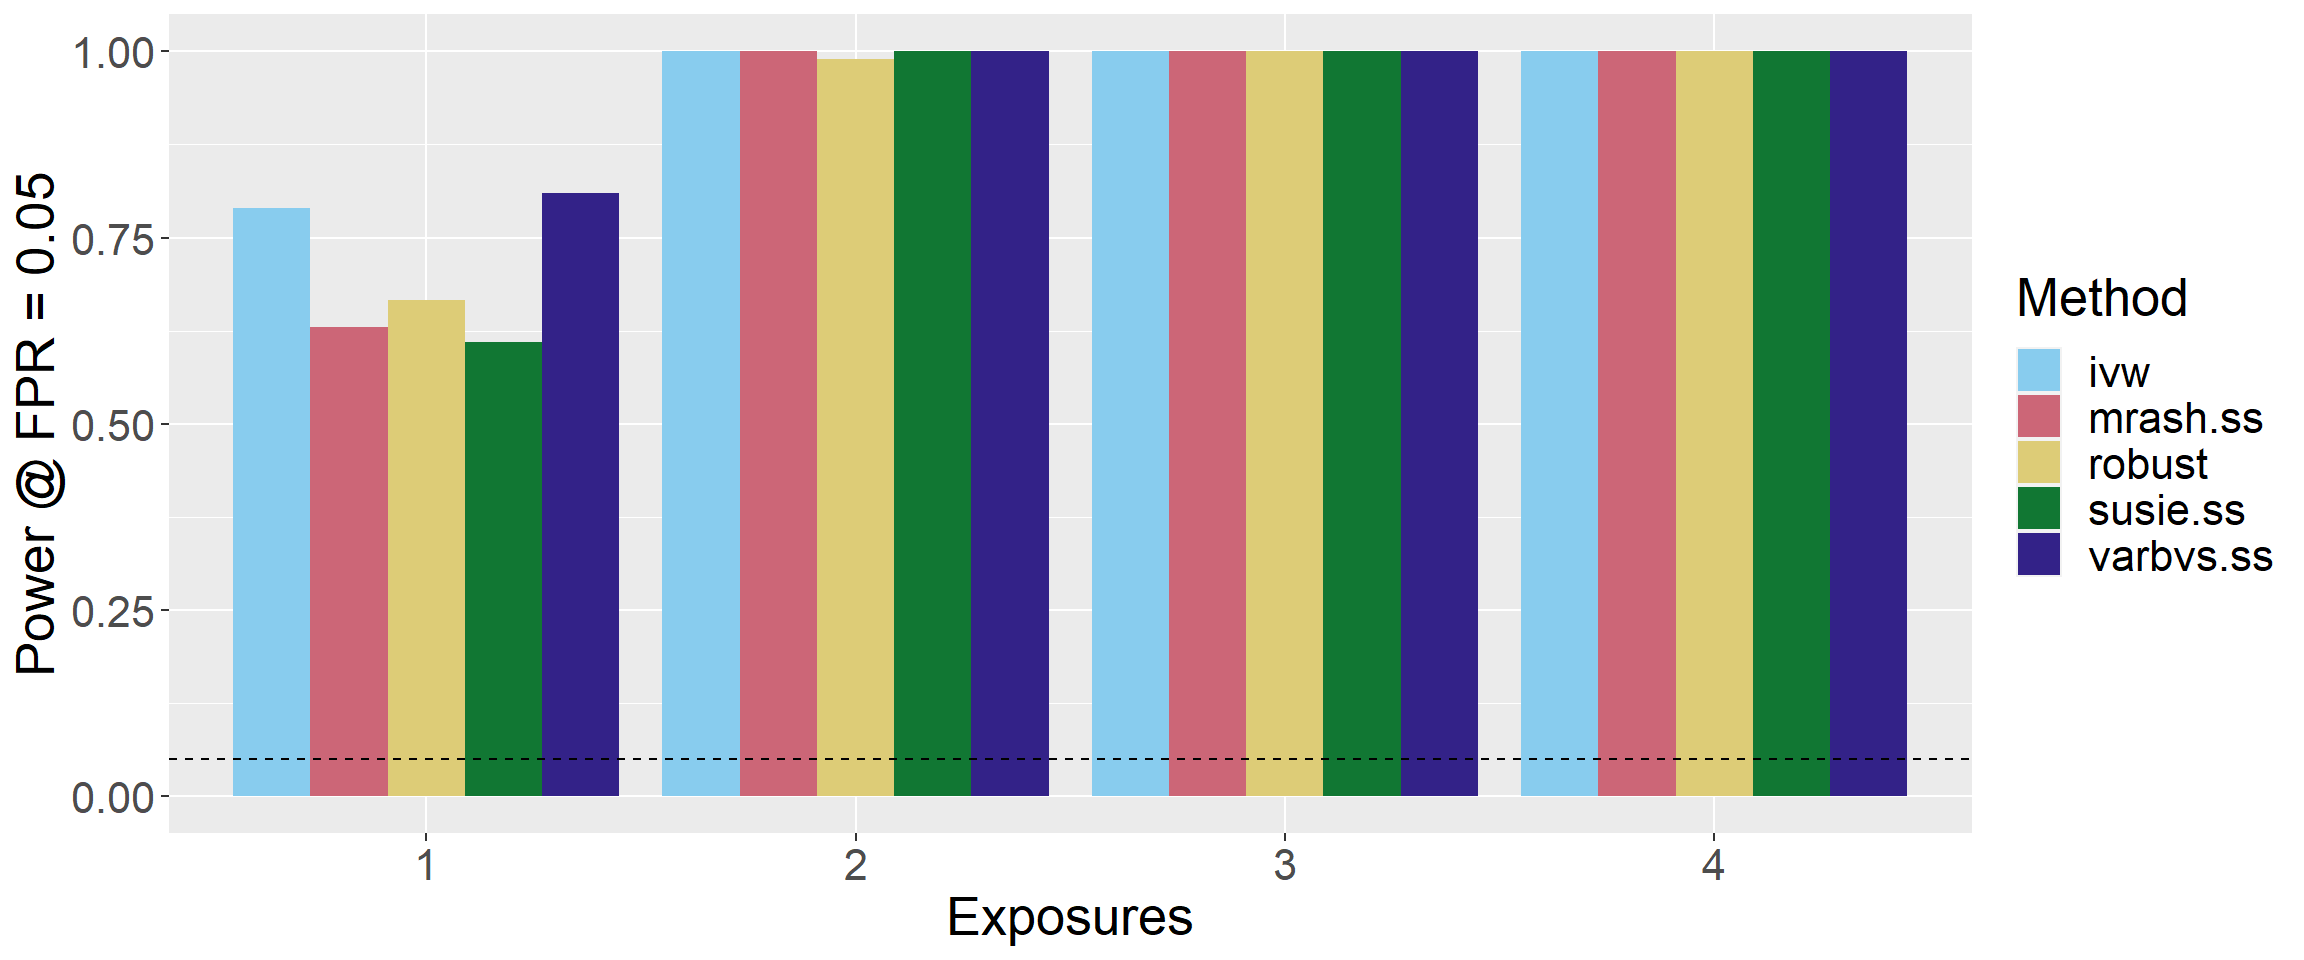 Power @ FPR = 0.05
1.00
0.75
0.50
0.25
0.00
1 2 3 4
Exposures
Method
ivw
mrash.ss
robust
susie.ss
varbvs.ss